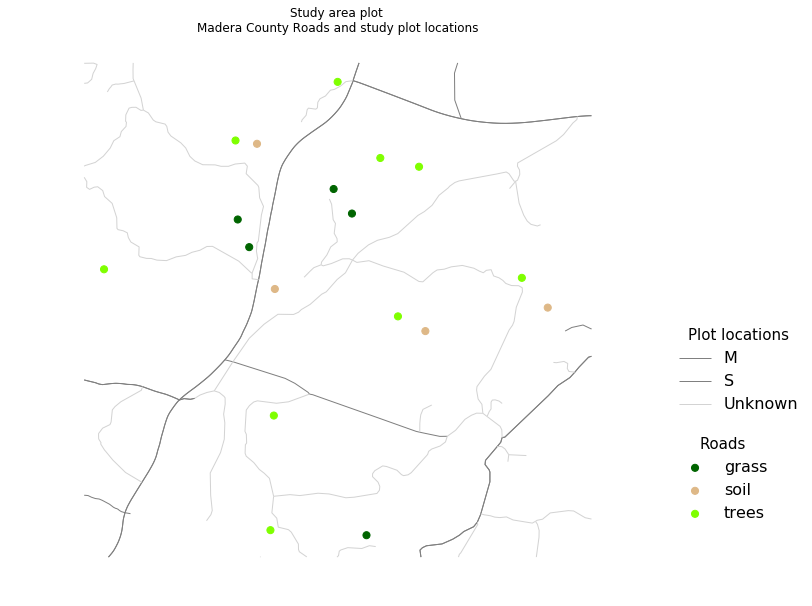 Study area plot
Madera County Roads and study plot locations
Plot locations
M
S
Unknown
Roads
grass
soil
trees